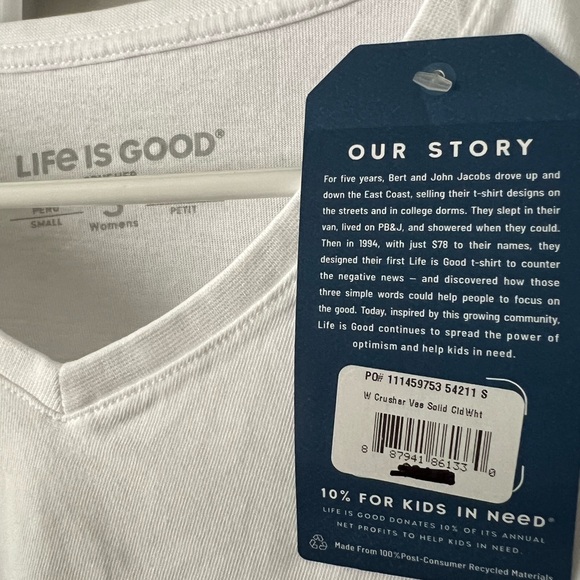 LIFE IS GOOD®
PERU
SMALL
S
Womens
PETIT
OUR STORY
For five years, Bert and John Jacobs drove up and
down the East Coast, selling their t-shirt designs on
the streets and in college dorms. They slept in their
van, lived on PB&J, and showered when they could.
Then in 1994, with just $78 to their names, they
designed their first Life is Good t-shirt to counter
the negative news — and discovered how those
three simple words could help people to focus on
the good. Today, inspired by this growing community,
Life is Good continues to spread the power of
optimism and help kids in need.
PO# 111459753 54211 S
W Crusher Vee Solid CldWht
8 87941 86133 0
10% FOR KIDS IN NeeD®
LIFE IS GOOD DONATES 10% OF ITS ANNUAL
NET PROFITS TO HELP KIDS IN NEED.
Made From 100% Post-Consumer Recycled Materials